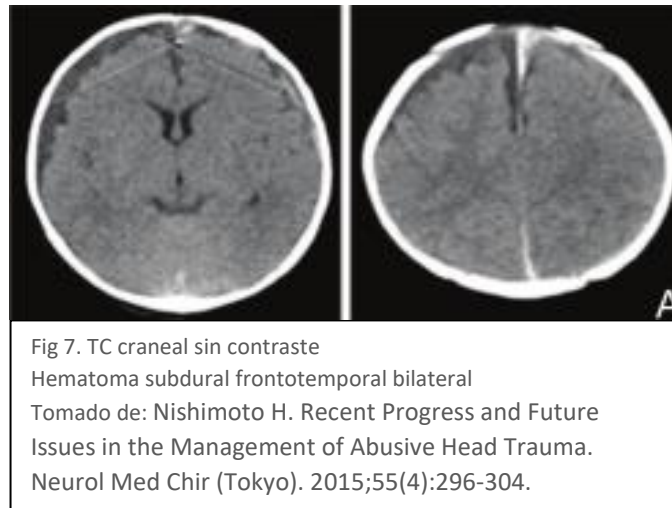 A
Fig 7. TC craneal sin contraste
Hematoma subdural frontotemporal bilateral
Tomado de: Nishimoto H. Recent Progress and Future
Issues in the Management of Abusive Head Trauma.
Neurol Med Chir (Tokyo). 2015;55(4):296-304.